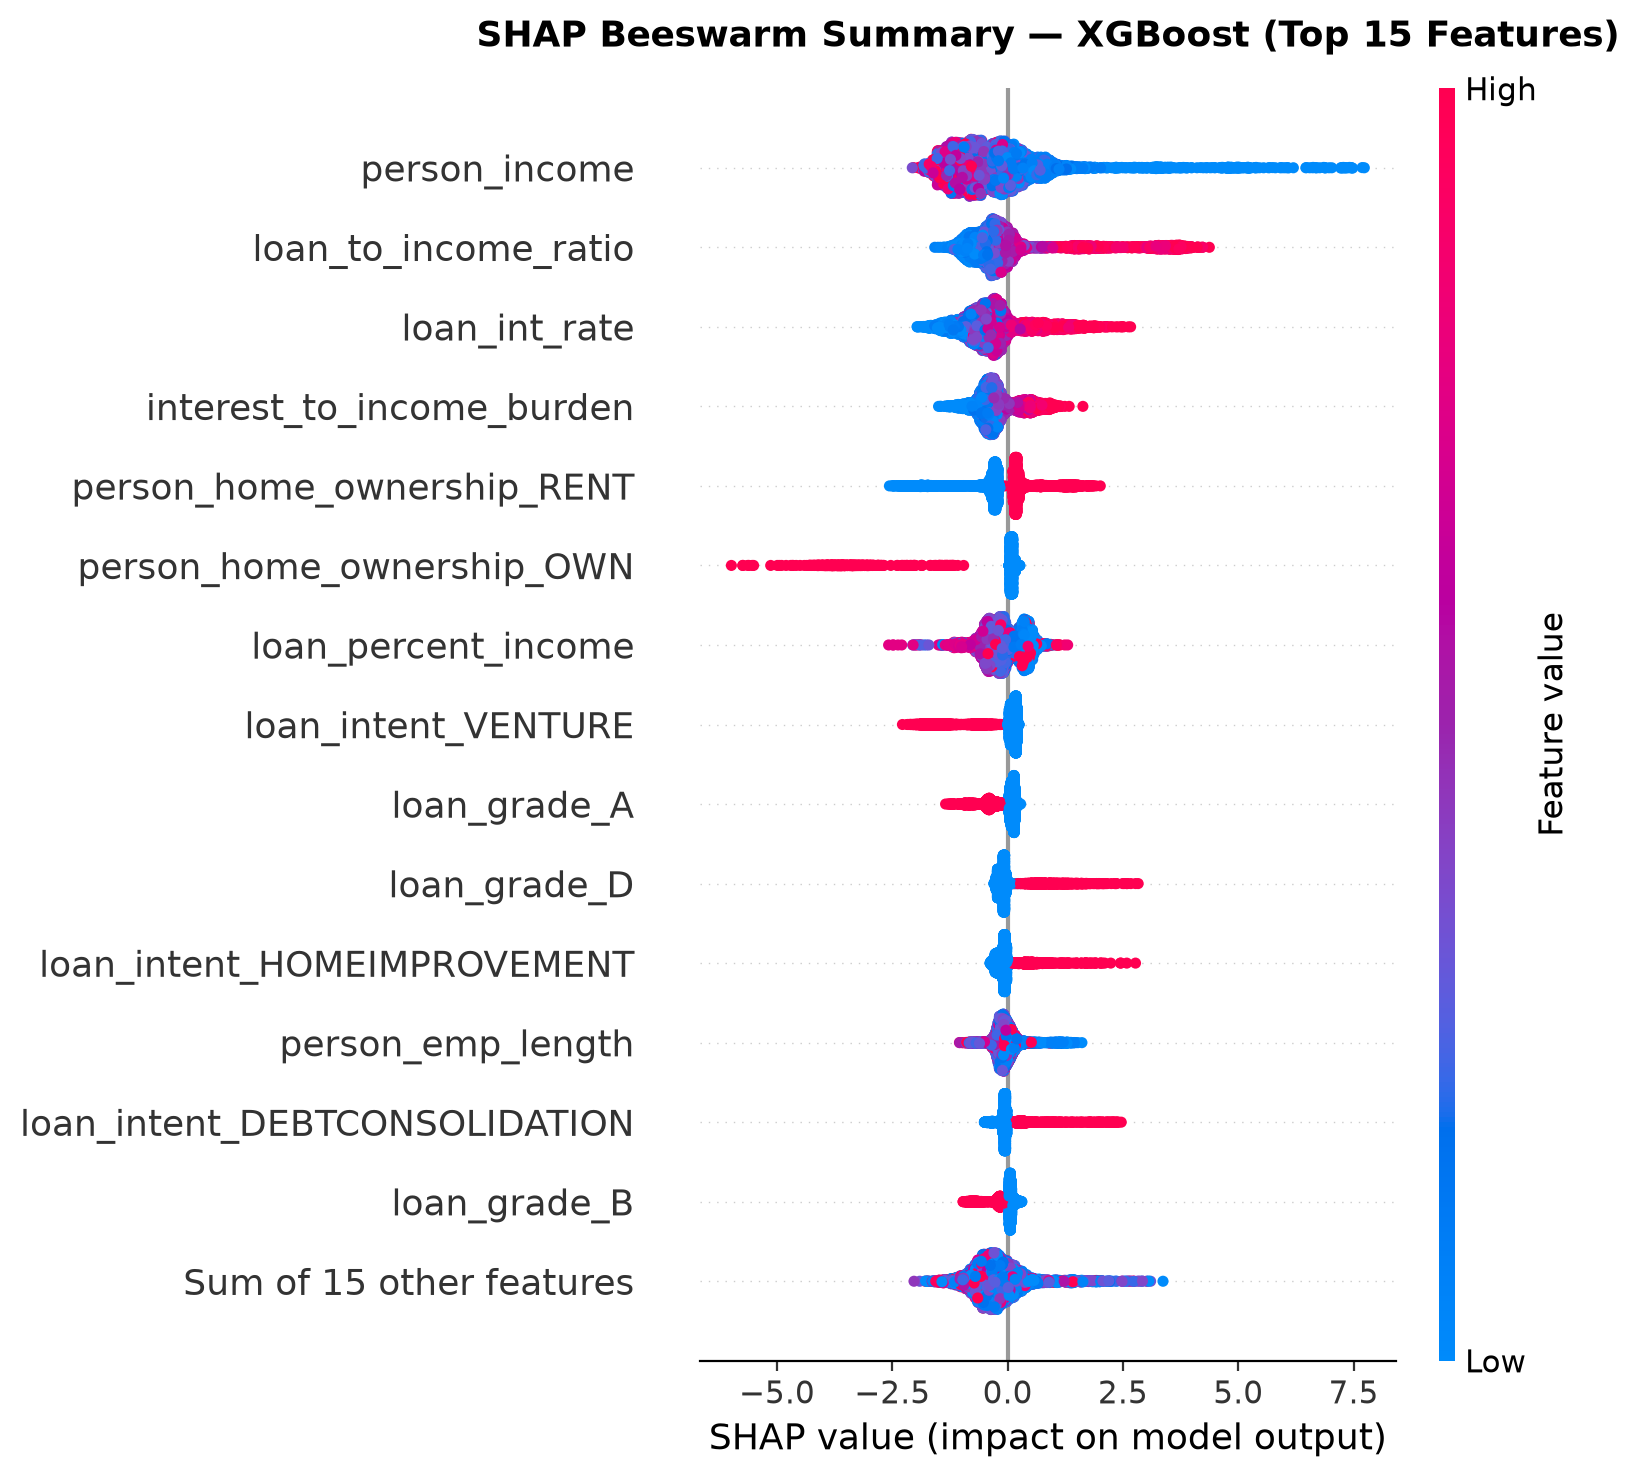 SHAP Beeswarm Summary — XGBoost (Top 15 Features)
High
person_income
loan_to_income_ratio
loan_int_rate
interest_to_income_burden
person_home_ownership_RENT
person_home_ownership_OWN
loan_percent_income
loan_intent_VENTURE
loan_grade_A
loan_grade_D
loan_intent_HOMEIMPROVEMENT
person_emp_length
loan_intent_DEBTCONSOLIDATION
loan_grade_B
Sum of 15 other features
Feature value
Low
−5.0 −2.5 0.0 2.5 5.0 7.5
SHAP value (impact on model output)